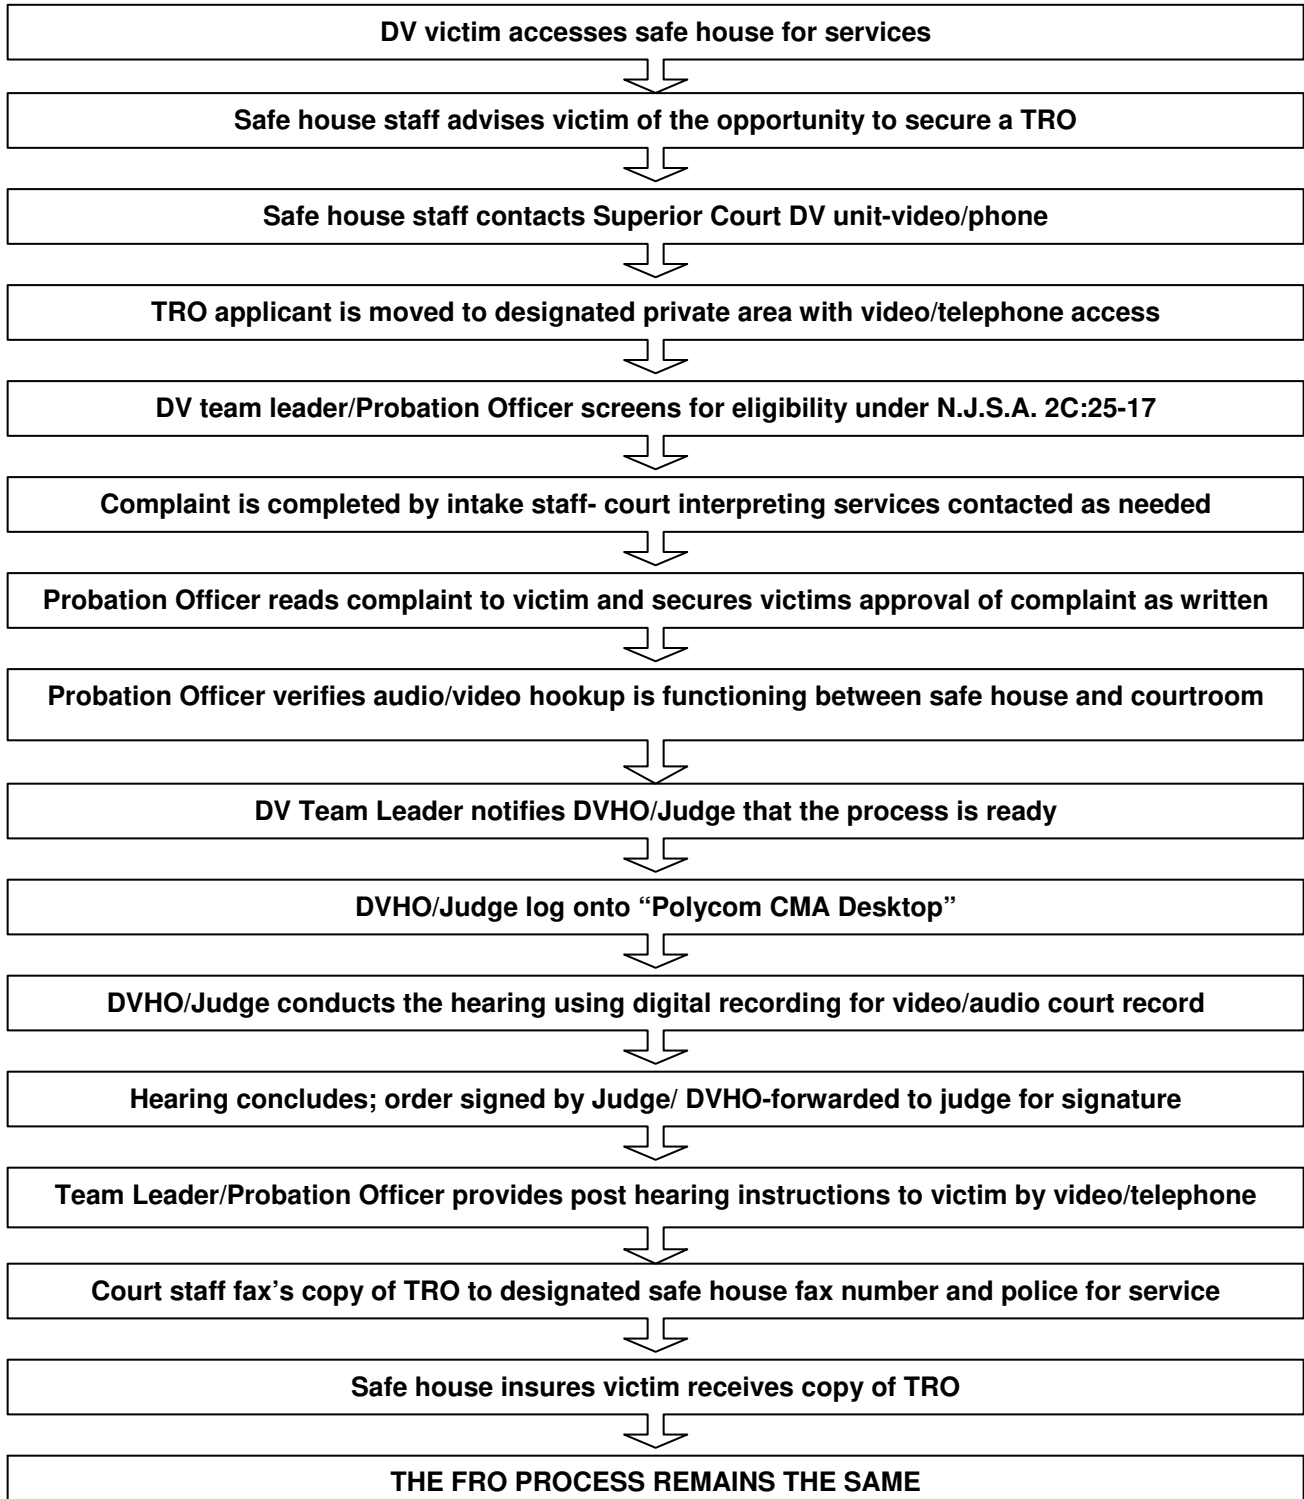 DV victim accesses safe house for services
Safe house staff advises victim of the opportunity to secure a TRO
Safe house staff contacts Superior Court DV unit-video/phone
TRO applicant is moved to designated private area with video/telephone access
DV team leader/Probation Officer screens for eligibility under N.J.S.A. 2C:25-17
Complaint is completed by intake staff- court interpreting services contacted as needed
Probation Officer reads complaint to victim and secures victims approval of complaint as written
Probation Officer verifies audio/video hookup is functioning between safe house and courtroom
DV Team Leader notifies DVHO/Judge that the process is ready
DVHO/Judge log onto “Polycom CMA Desktop”
DVHO/Judge conducts the hearing using digital recording for video/audio court record
Hearing concludes; order signed by Judge/ DVHO-forwarded to judge for signature
Team Leader/Probation Officer provides post hearing instructions to victim by video/telephone
Court staff fax’s copy of TRO to designated safe house fax number and police for service
Safe house insures victim receives copy of TRO
THE FRO PROCESS REMAINS THE SAME